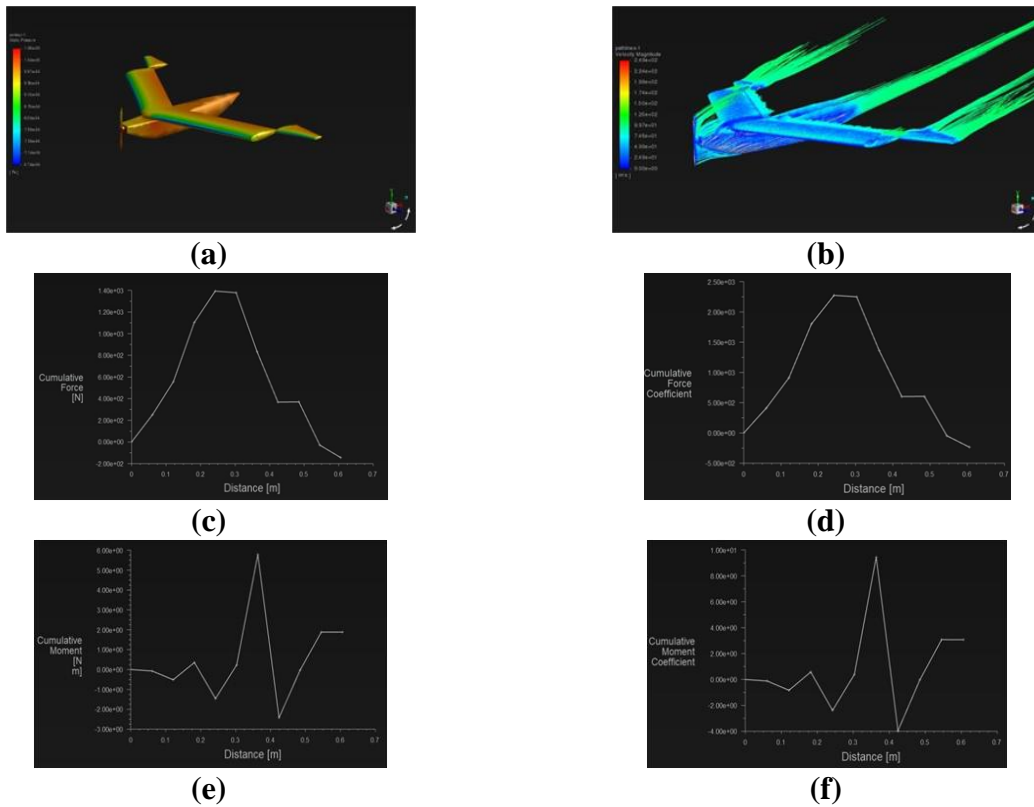 Velocity Magnitude
(a)
(b)
1.40e+03
1.20e+03
1.00e+03
8.00e+02
6.00e+02
4.00e+02
2.00e+02
0.00e+00
-2.00e+02
Cumulative
Force
[N]
0 0.1 0.2 0.3 0.4 0.5 0.6 0.7
Distance [m]
(c)
2.50e+03
2.00e+03
1.50e+03
1.00e+03
5.00e+02
0.00e+00
-5.00e+02
Cumulative
Force
Coefficient
0 0.1 0.2 0.3 0.4 0.5 0.6 0.7
Distance [m]
(d)
6.00e+00
5.00e+00
4.00e+00
3.00e+00
2.00e+00
1.00e+00
0.00e+00
-1.00e+00
-2.00e+00
-3.00e+00
Cumulative
Moment
[N
m]
0 0.1 0.2 0.3 0.4 0.5 0.6 0.7
Distance [m]
(e)
1.00e+01
8.00e+00
6.00e+00
4.00e+00
2.00e+00
0.00e+00
-2.00e+00
-4.00e+00
Cumulative
Moment
Coefficient
0 0.1 0.2 0.3 0.4 0.5 0.6 0.7
Distance [m]
(f)